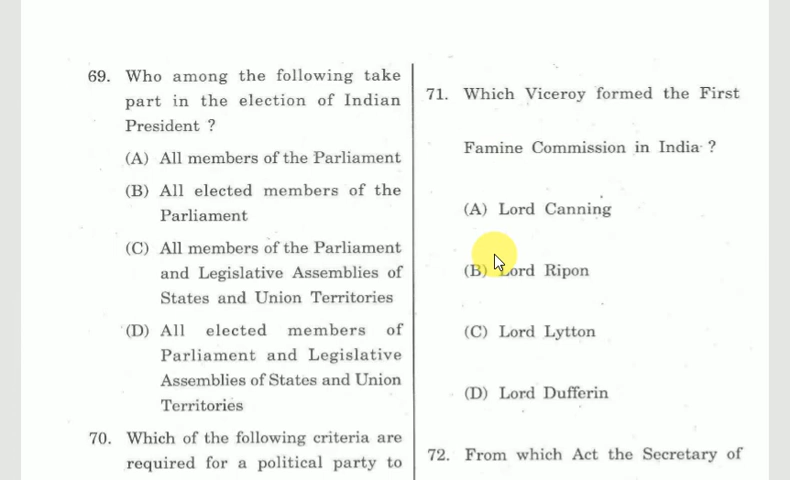 69. Who among the following take
part in the election of Indian
President ?
(A) All members of the Parliament
(B) All elected members of the
Parliament
(C) All members of the Parliament
and Legislative Assemblies of
States and Union Territories
(D) All elected members of
Parliament and Legislative
Assemblies of States and Union
Territories
70. Which of the following criteria are
required for a political party to
71. Which Viceroy formed the First
Famine Commission in India ?
(A) Lord Canning
(B) Lord Ripon
(C) Lord Lytton
(D) Lord Dufferin
72. From which Act the Secretary of